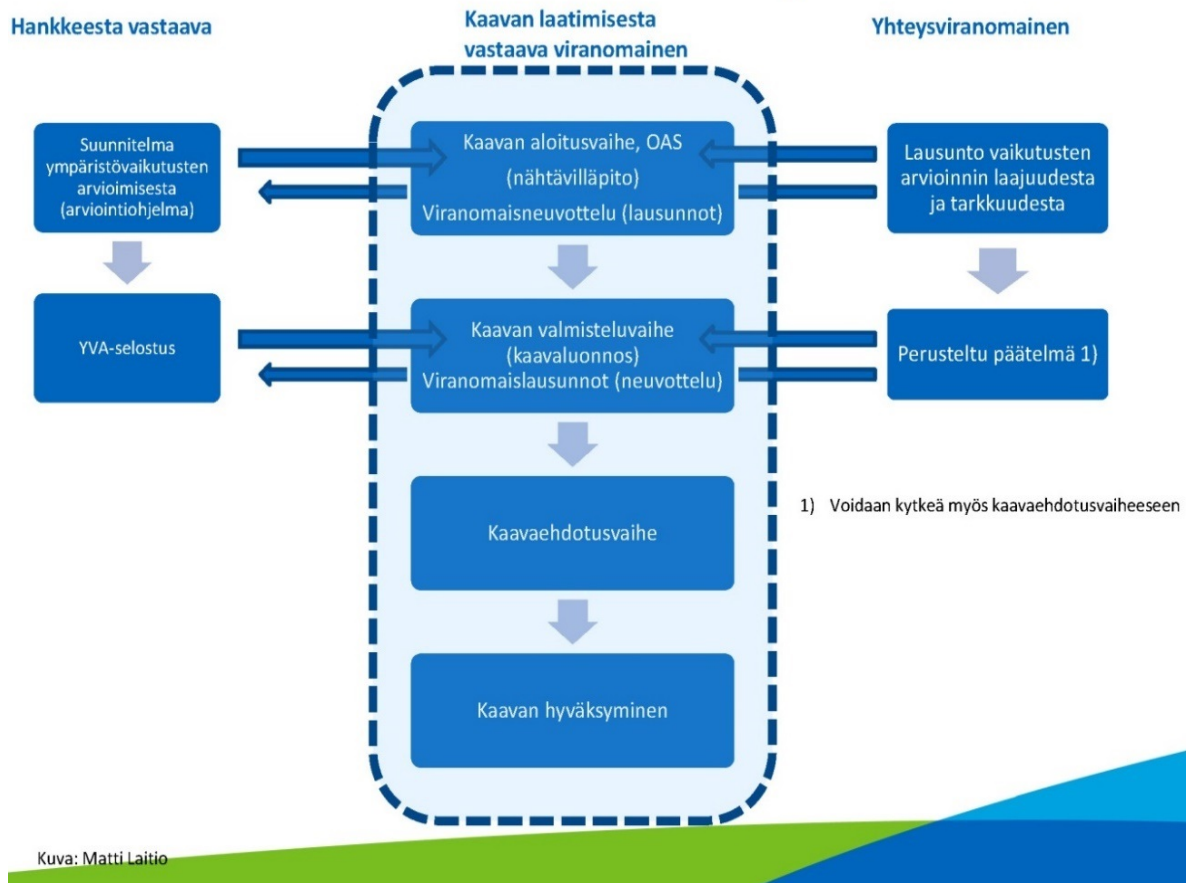 Hankkeesta vastaava
Kaavan laatimisesta
vastaava viranomainen
Yhteysviranomainen
Suunnitelma
ympäristövaikutusten
arvioimisesta
(arviointiohjelma)
Kaavan aloitusvaihe, OAS
(nähtävilläpito)
Viranomaisneuvottelu (lausunnot)
Lausunto vaikutusten
arvioinnin laajuudesta
ja tarkkuudesta
YVA-selostus
Kaavan valmisteluvaihe
(kaavaluonnos)
Viranomaislausunnot (neuvottelu)
Perusteltu päätelmä 1)
Kaavaehdotusvaihe
1) Voidaan kytkeä myös kaavaehdotusvaiheeseen
Kaavan hyväksyminen
Kuva: Matti Laitio